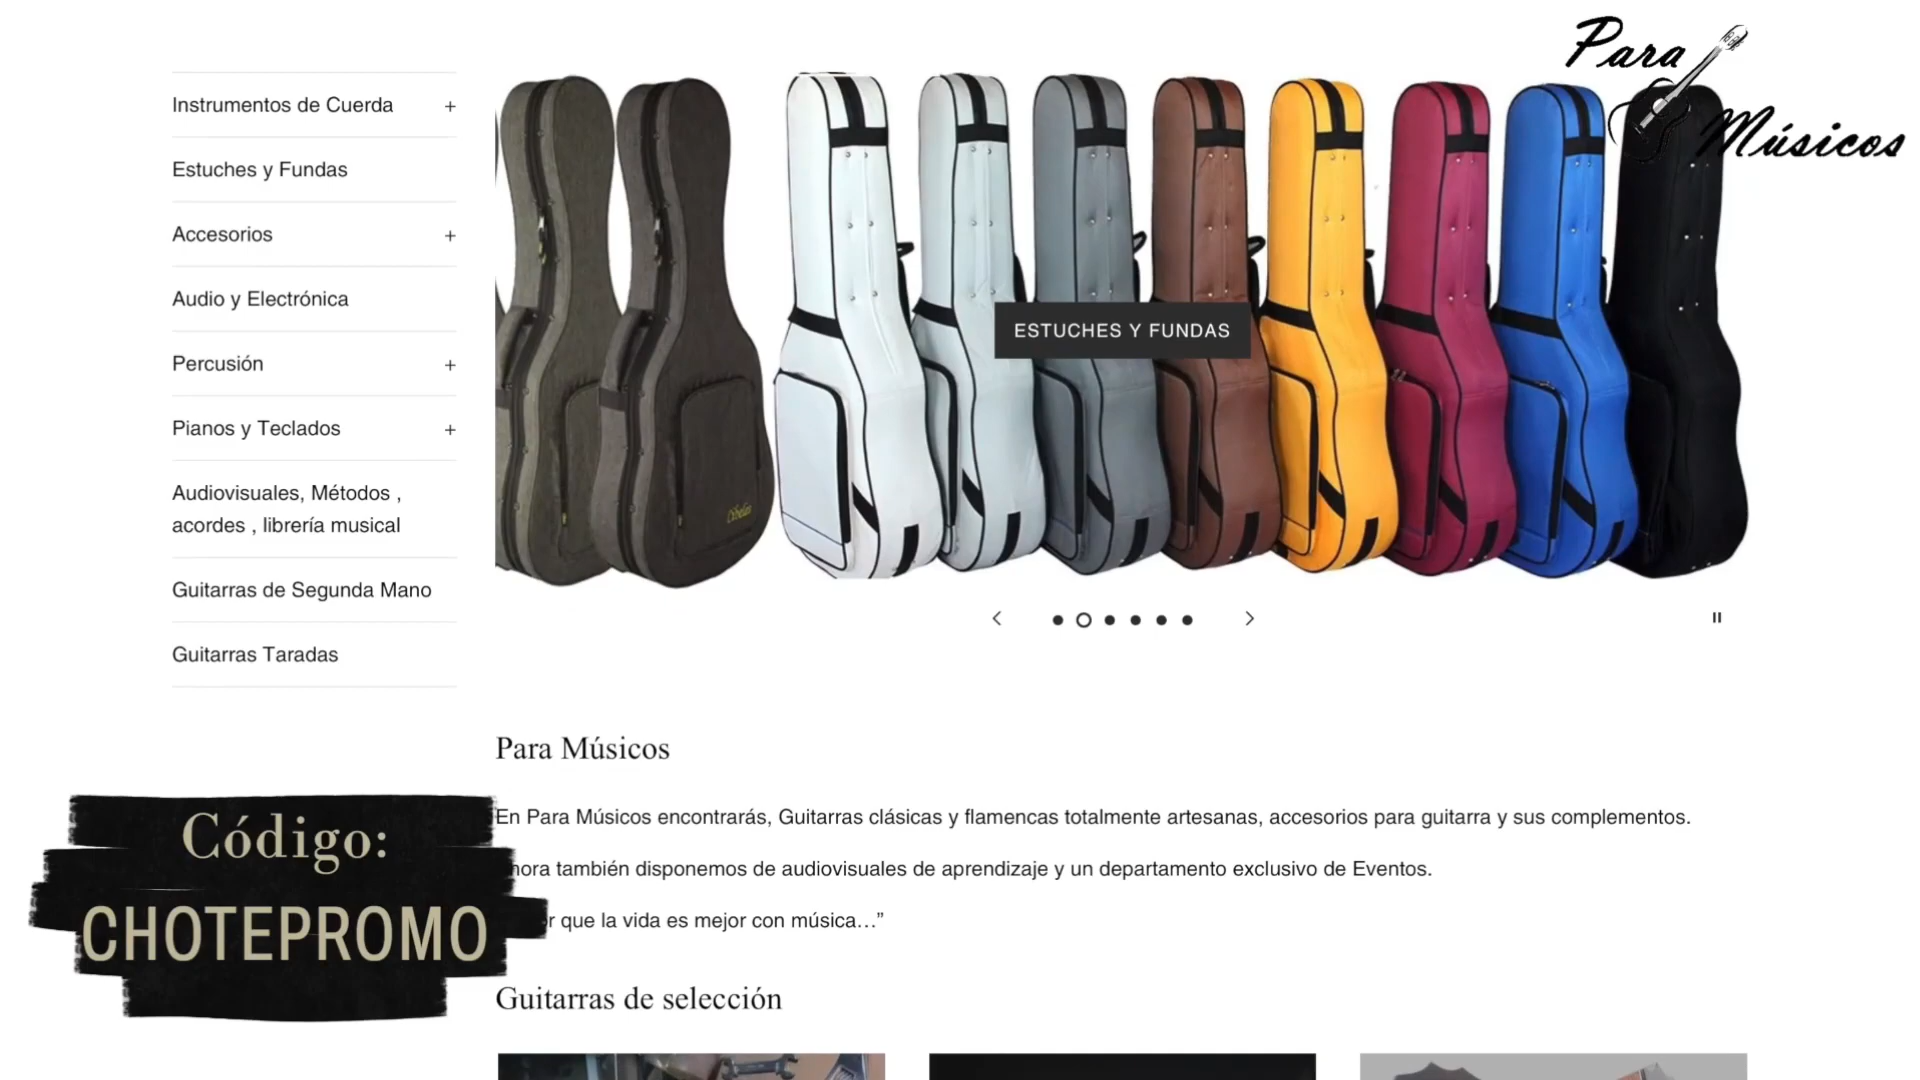 Para
Músicos
Instrumentos de Cuerda +
Estuches y Fundas
Accesorios +
Audio y Electrónica
Percusión +
Pianos y Teclados +
Audiovisuales, Métodos ,
acordes , librería musical
Guitarras de Segunda Mano
Guitarras Taradas
ESTUCHES Y FUNDAS
Para Músicos
En Para Músicos encontrarás, Guitarras clásicas y flamencas totalmente artesanas, accesorios para guitarra y sus complementos.
también disponemos de audiovisuales de aprendizaje y un departamento exclusivo de Eventos.
que la vida es mejor con música…”
Código:
CHOTEPROMO
Guitarras de selección